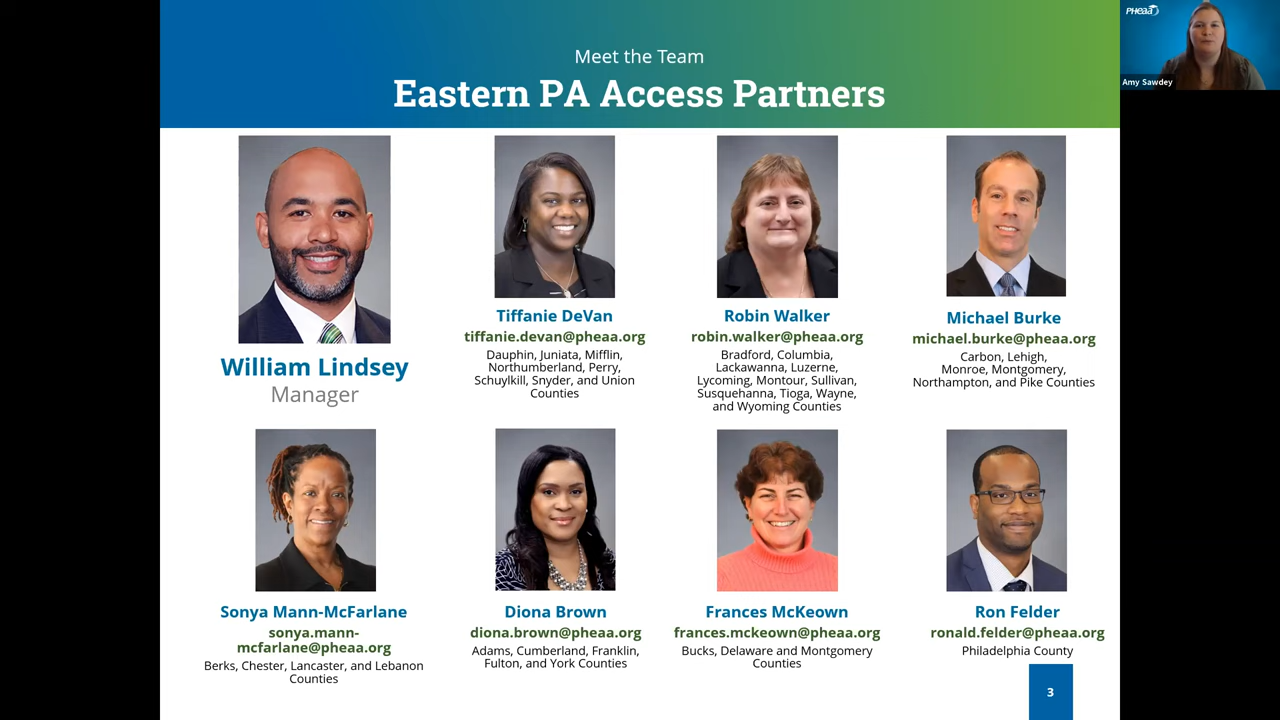 PHEAA
Amy Sawdey
Meet the Team
Eastern PA Access Partners
William Lindsey
Manager
Tiffanie DeVan
tiffanie.devan@pheaa.org
Dauphin, Juniata, Mifflin,
Northumberland, Perry,
Schuylkill, Snyder, and Union
Counties
Robin Walker
robin.walker@pheaa.org
Bradford, Columbia,
Lackawanna, Luzerne,
Lycoming, Montour, Sullivan,
Susquehanna, Tioga, Wayne,
and Wyoming Counties
Michael Burke
michael.burke@pheaa.org
Carbon, Lehigh,
Monroe, Montgomery,
Northampton, and Pike Counties
Sonya Mann-McFarlane
sonya.mann-
mcfarlane@pheaa.org
Berks, Chester, Lancaster, and Lebanon
Counties
Diona Brown
diona.brown@pheaa.org
Adams, Cumberland, Franklin,
Fulton, and York Counties
Frances McKeown
frances.mckeown@pheaa.org
Bucks, Delaware and Montgomery
Counties
Ron Felder
ronald.felder@pheaa.org
Philadelphia County
3